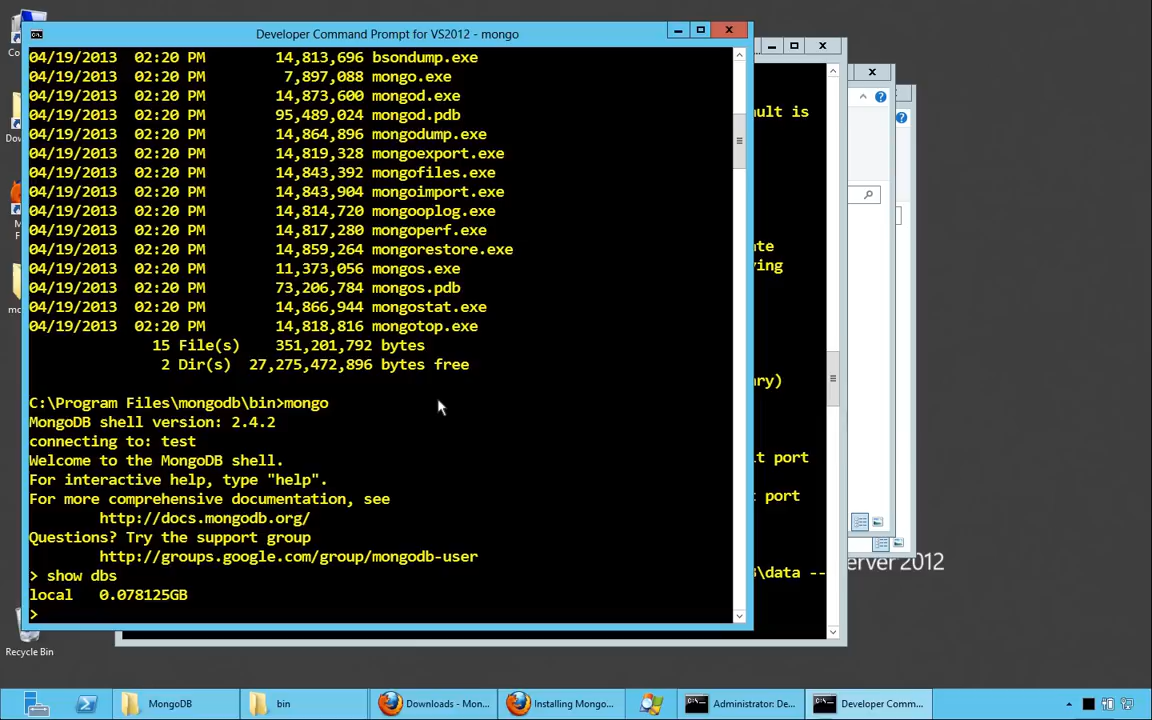 Developer Command Prompt for VS2012 - mongo
04/19/2013 02:20 PM 14,813,696 bsondump.exe
04/19/2013 02:20 PM 7,897,088 mongo.exe
04/19/2013 02:20 PM 14,873,600 mongod.exe
04/19/2013 02:20 PM 95,489,024 mongod.pdb
04/19/2013 02:20 PM 14,864,896 mongodump.exe
04/19/2013 02:20 PM 14,819,328 mongoexport.exe
04/19/2013 02:20 PM 14,843,392 mongofiles.exe
04/19/2013 02:20 PM 14,843,904 mongoimport.exe
04/19/2013 02:20 PM 14,814,720 mongooplog.exe
04/19/2013 02:20 PM 14,817,280 mongoperf.exe
04/19/2013 02:20 PM 14,859,264 mongorestore.exe
04/19/2013 02:20 PM 11,373,056 mongos.exe
04/19/2013 02:20 PM 73,206,784 mongos.pdb
04/19/2013 02:20 PM 14,866,944 mongostat.exe
04/19/2013 02:20 PM 14,818,816 mongotop.exe
15 File(s) 351,201,792 bytes
2 Dir(s) 27,275,472,896 bytes free
C:\Program Files\mongodb\bin>mongo
MongoDB shell version: 2.4.2
connecting to: test
Welcome to the MongoDB shell.
For interactive help, type "help".
For more comprehensive documentation, see
http://docs.mongodb.org/
Questions? Try the support group
http://groups.google.com/group/mongodb-user
> show dbs
local 0.078125GB
>
ult is
ate
ying
ry)
lt port
t port
\data --
erver 2012
Recycle Bin
MongoDB
bin
Downloads - Mon...
Installing Mongo...
Administrator: De...
Developer Comm...